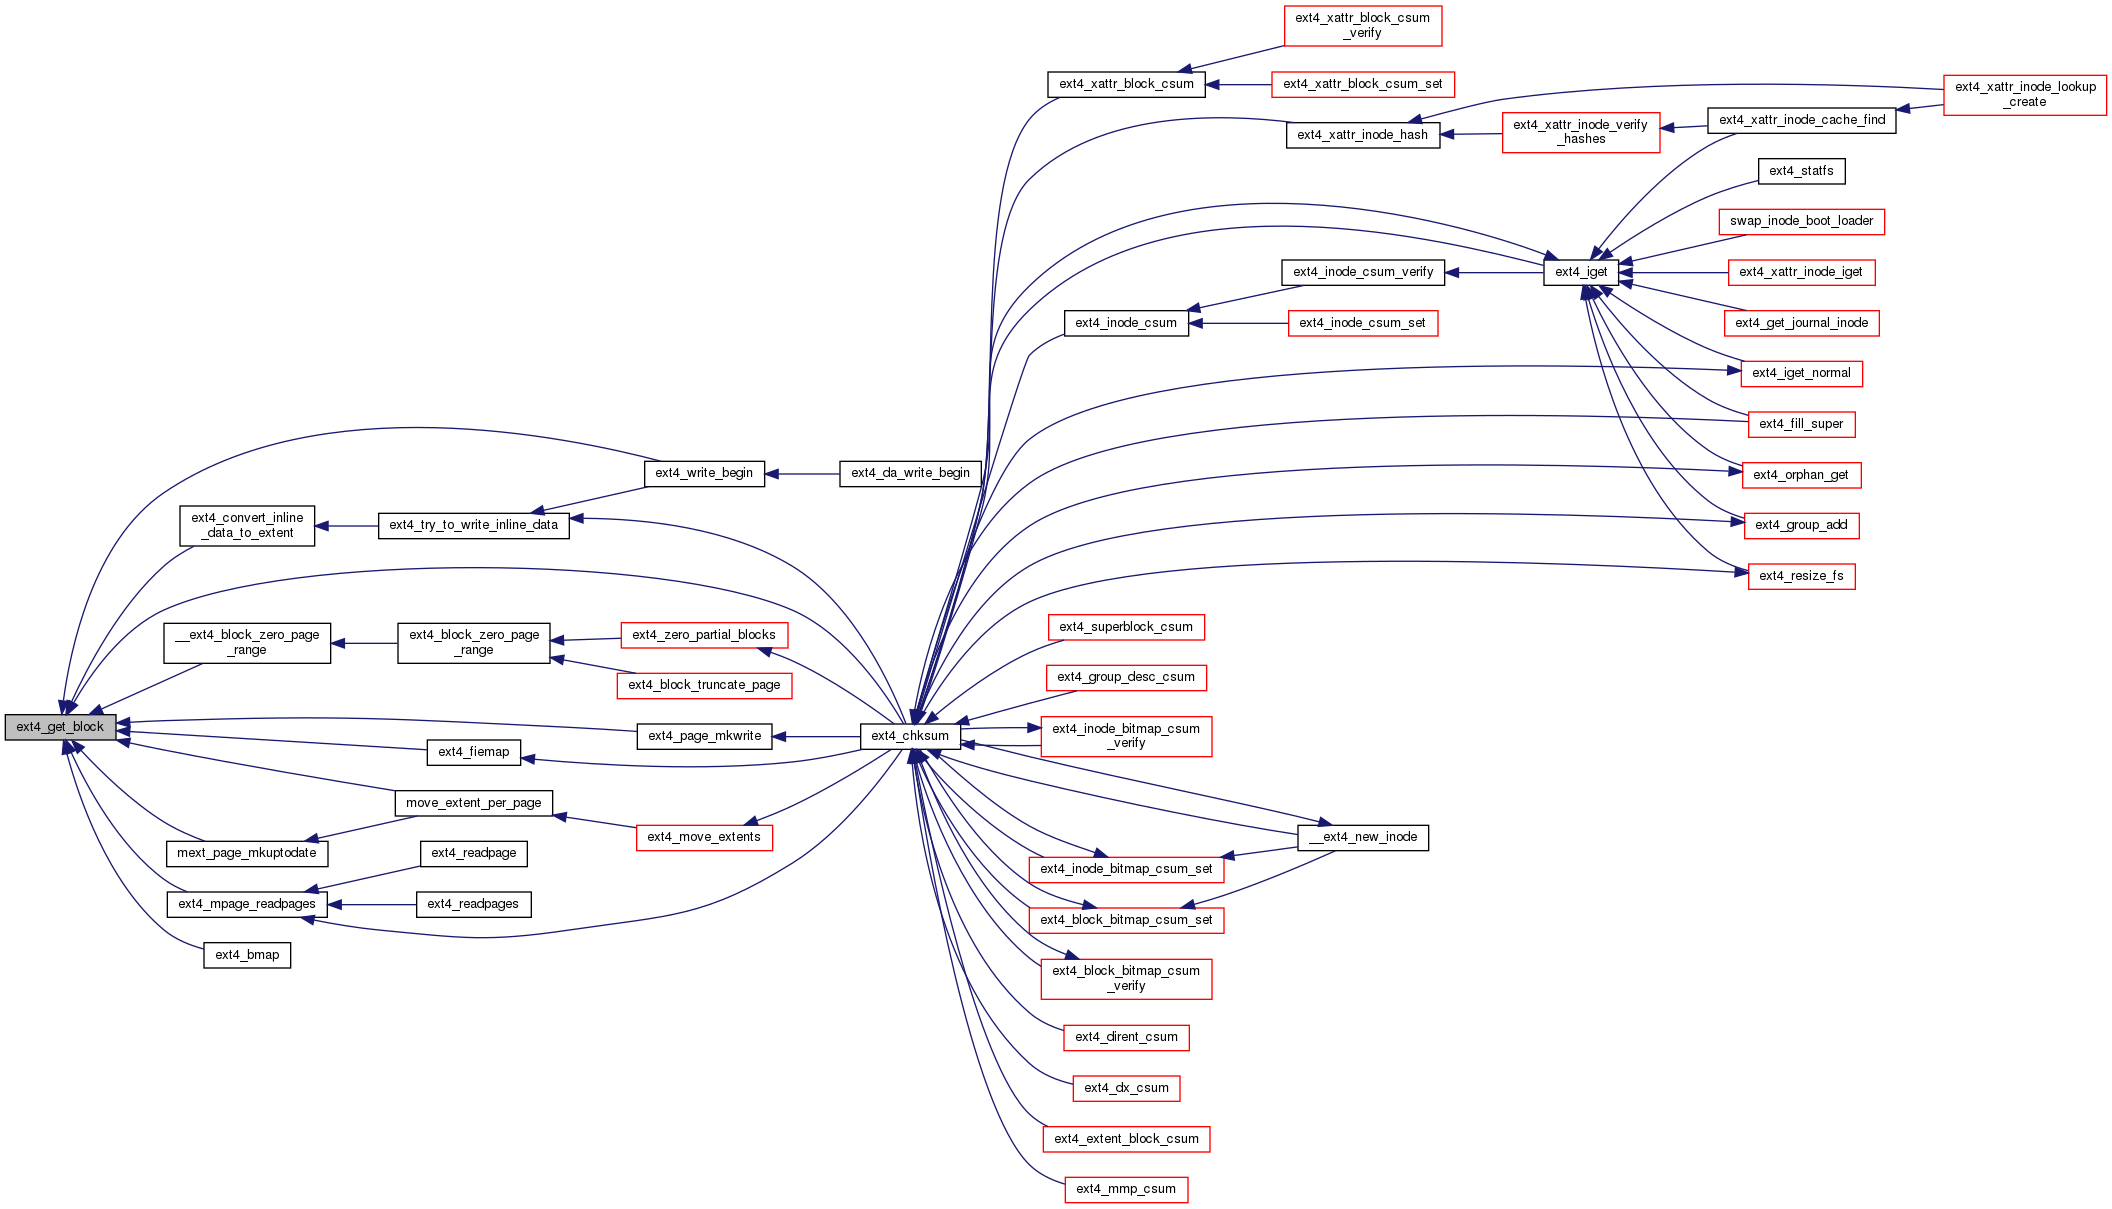 ext4_xattr_block_csum
_verify
ext4_xattr_block_csum
ext4_xattr_block_csum_set
ext4_xattr_inode_lookup
_create
ext4_xattr_inode_hash
ext4_xattr_inode_verify
_hashes
ext4_xattr_inode_cache_find
ext4_statfs
swap_inode_boot_loader
ext4_inode_csum_verify
ext4_iget
ext4_xattr_inode_iget
ext4_inode_csum
ext4_inode_csum_set
ext4_get_journal_inode
ext4_iget_normal
ext4_fill_super
ext4_write_begin
ext4_da_write_begin
ext4_orphan_get
ext4_convert_inline
_data_to_extent
ext4_try_to_write_inline_data
ext4_group_add
ext4_resize_fs
__ext4_block_zero_page
_range
ext4_block_zero_page
_range
ext4_zero_partial_blocks
ext4_superblock_csum
ext4_block_truncate_page
ext4_group_desc_csum
ext4_get_block
ext4_page_mkwrite
ext4_chksum
ext4_inode_bitmap_csum
_verify
ext4_fiemap
move_extent_per_page
ext4_move_extents
__ext4_new_inode
mext_page_mkuptodate
ext4_readpage
ext4_inode_bitmap_csum_set
ext4_mpage_readpages
ext4_readpages
ext4_block_bitmap_csum_set
ext4_bmap
ext4_block_bitmap_csum
_verify
ext4_dirent_csum
ext4_dx_csum
ext4_extent_block_csum
ext4_mmp_csum